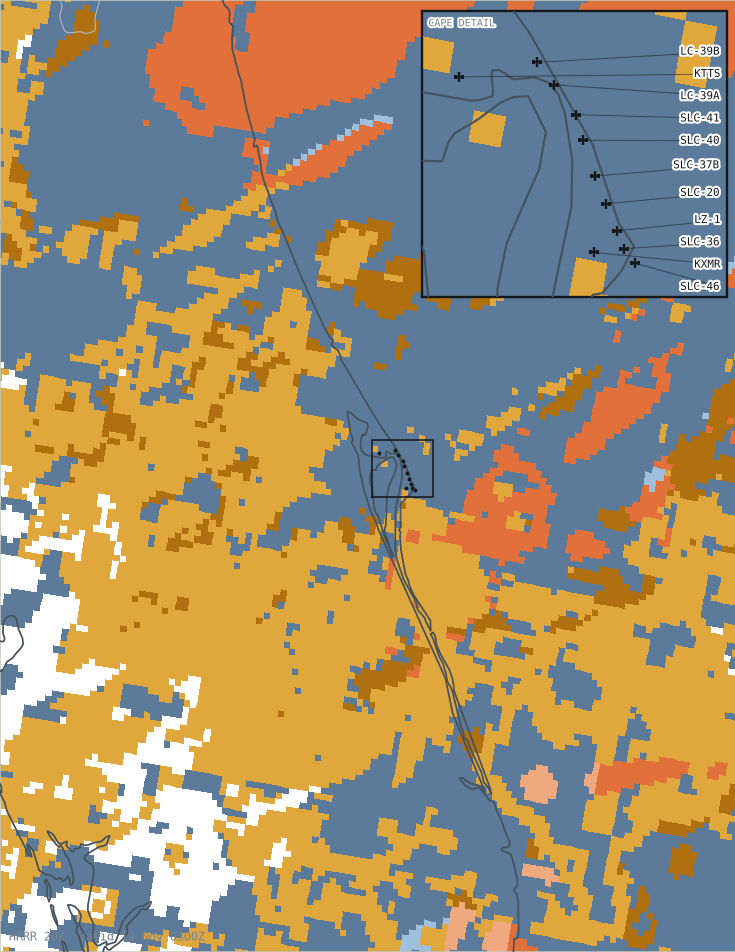 CAPE DETAIL
LC-39B
KTTS
LC-39A
SLC-41
SLC-40
SLC-37B
SLC-20
LZ-1
SLC-36
KXMR
SLC-46
HRRR